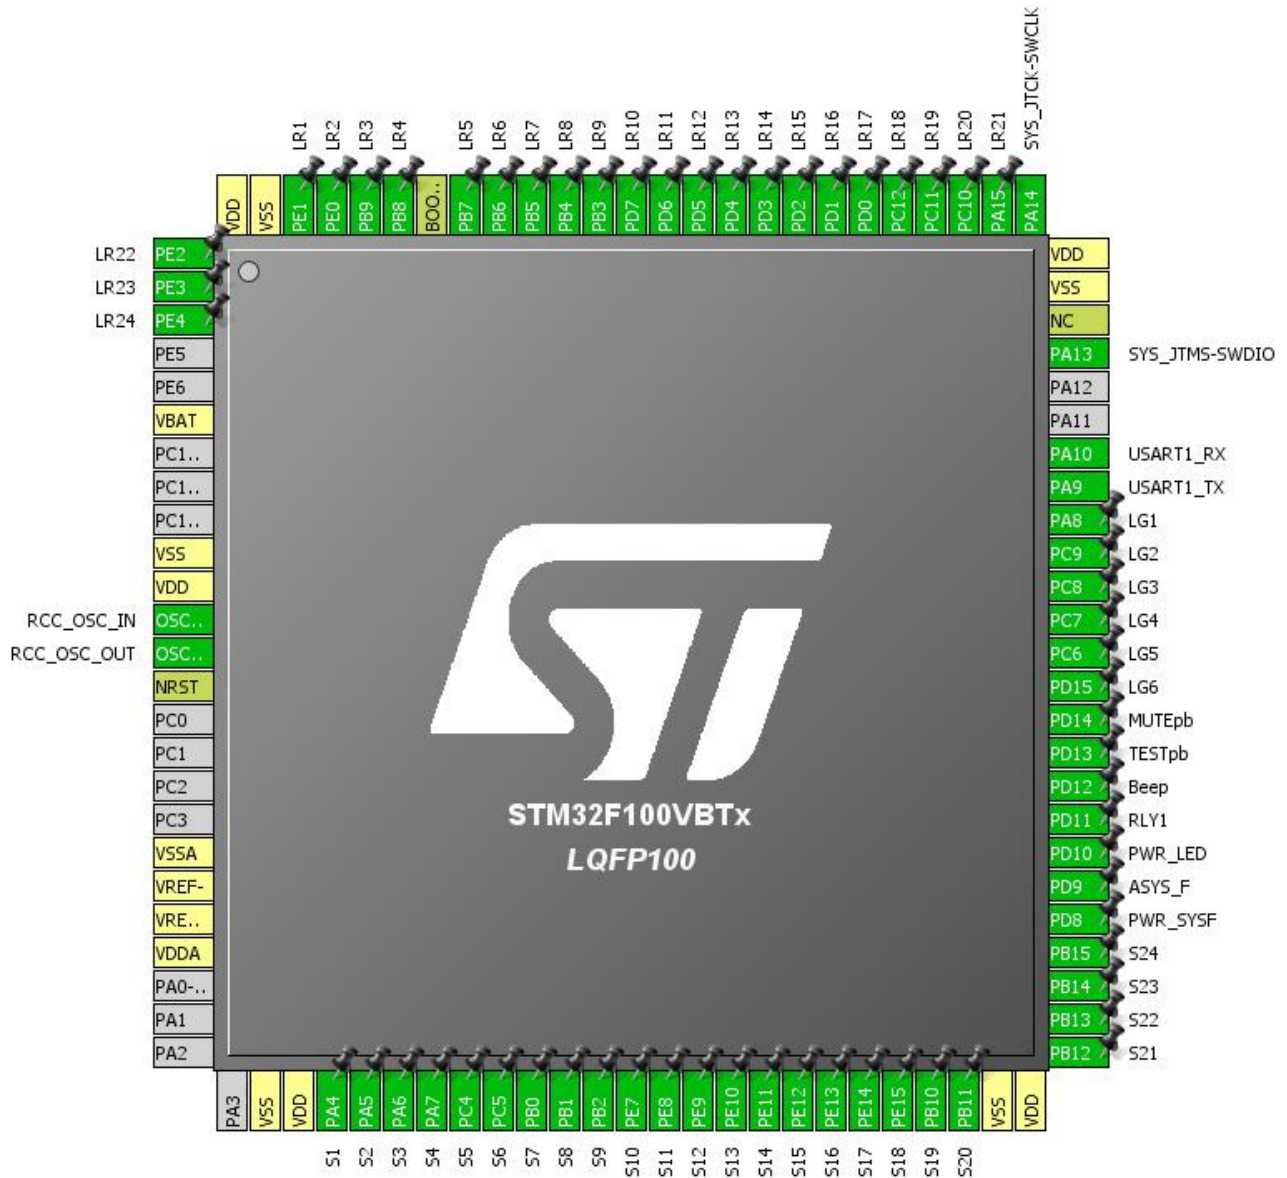 LR1
LR2
LR3
LR4
LR5
LR6
LR7
LR8
LR9
LR10
LR11
LR12
LR13
LR14
LR15
LR16
LR17
LR18
LR19
LR20
LR21
SYS_JTCK-SWCLK
VDD
VSS
PE1
PE0
PB9
PB8
BOO..
PB7
PB6
PB5
PB4
PB3
PD7
PD6
PD5
PD4
PD3
PD2
PD1
PD0
PC12
PC11
PC10
PA15
PA14
LR22 PE2
LR23 PE3
LR24 PE4
PE5
PE6
VBAT
PC1..
PC1..
PC1..
VSS
VDD
RCC_OSC_IN OSC..
RCC_OSC_OUT OSC..
NRST
PC0
PC1
PC2
PC3
VSSA
VREF-
VRE..
VDDA
PA0-..
PA1
PA2
STM32F100VBTx
LQFP100
VDD
VSS
NC
PA13 SYS_JTMS-SWDIO
PA12
PA11
PA10 USART1_RX
PA9 USART1_TX
PA8 LG1
PC9 LG2
PC8 LG3
PC7 LG4
PC6 LG5
PD15 LG6
PD14 MUTEpb
PD13 TESTpb
PD12 Beep
PD11 RLY1
PD10 PWR_LED
PD9 ASYS_F
PD8 PWR_SYSF
PB15 S24
PB14 S23
PB13 S22
PB12 S21
PA3
VSS
VDD
PA4
PA5
PA6
PA7
PC4
PC5
PB0
PB1
PB2
PE7
PE8
PE9
PE10
PE11
PE12
PE13
PE14
PE15
PB10
PB11
VSS
VDD
S1
S2
S3
S4
S5
S6
S7
S8
S9
S10
S11
S12
S13
S14
S15
S16
S17
S18
S19
S20